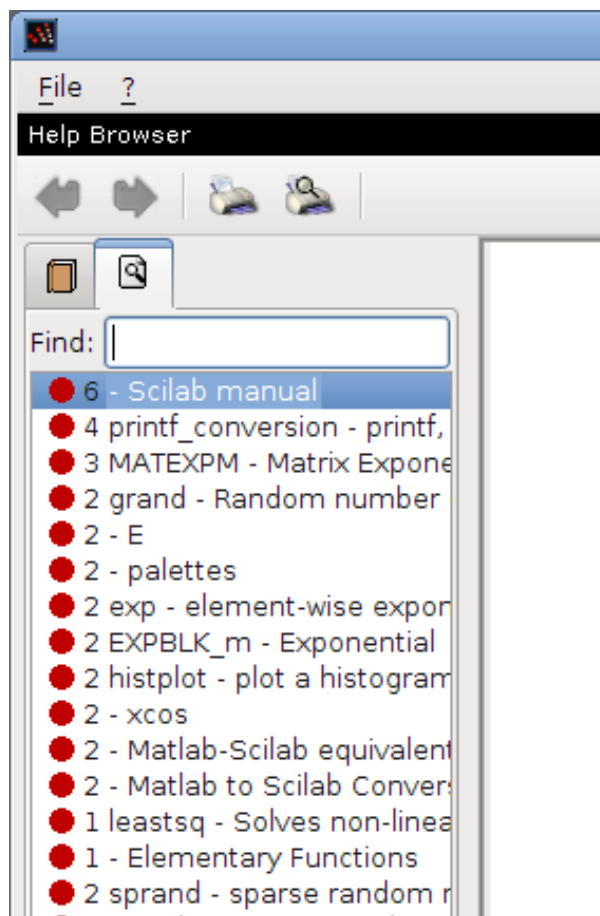 File ?
Help Browser
Find:
6 - Scilab manual
4 printf_conversion - printf,
3 MATEXPM - Matrix Expone
2 grand - Random number
2 - E
2 - palettes
2 exp - element-wise expon
2 EXPBLK_m - Exponential
2 histplot - plot a histogram
2 - xcos
2 - Matlab-Scilab equivalent
2 - Matlab to Scilab Convers
1 leastsq - Solves non-linea
1 - Elementary Functions
2 sprand - sparse random r